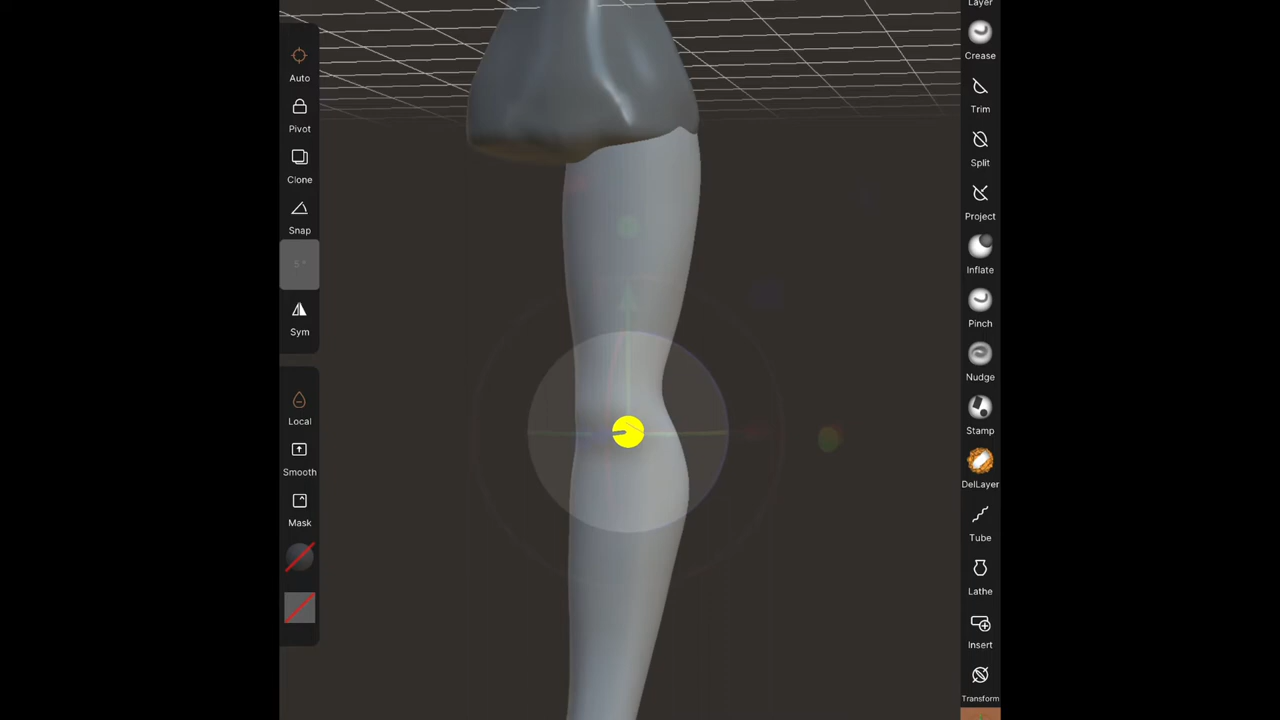 Auto
Pivot
Clone
Snap
5°
Sym
Local
Smooth
Mask
Layer
Crease
Trim
Split
Project
Inflate
Pinch
Nudge
Stamp
DelLayer
Tube
Lathe
Insert
Transform